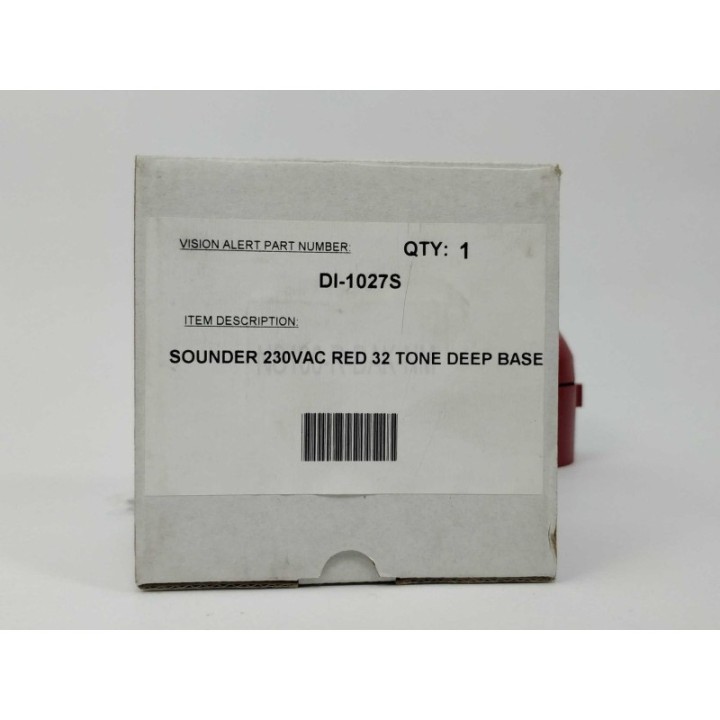 VISION ALERT PART NUMBER: QTY: 1
DI-1027S
ITEM DESCRIPTION:
SOUNDER 230VAC RED 32 TONE DEEP BASE